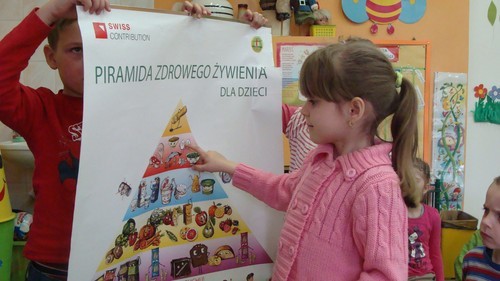 SWISS
CONTRIBUTION
PIRAMIDA ZDROWEGO ŻYWIENIA
DLA DZIECI